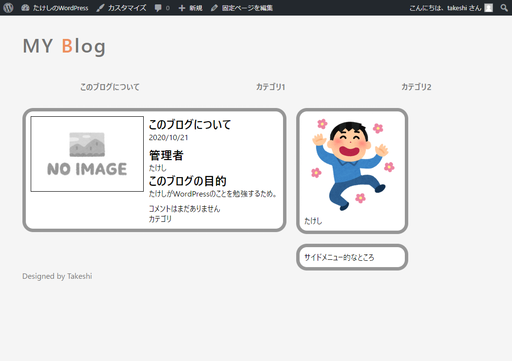 たけしのWordPress カスタマイズ 0 新規 固定ページを編集 こんにちは、takeshi さん
MY Blog
このブログについて カテゴリ1 カテゴリ2
NO IMAGE
このブログについて
2020/10/21
管理者
たけし
このブログの目的
たけしがWordPressのことを勉強するため。
コメントはまだありません
カテゴリ
たけし
サイドメニュー的なところ
Designed by Takeshi